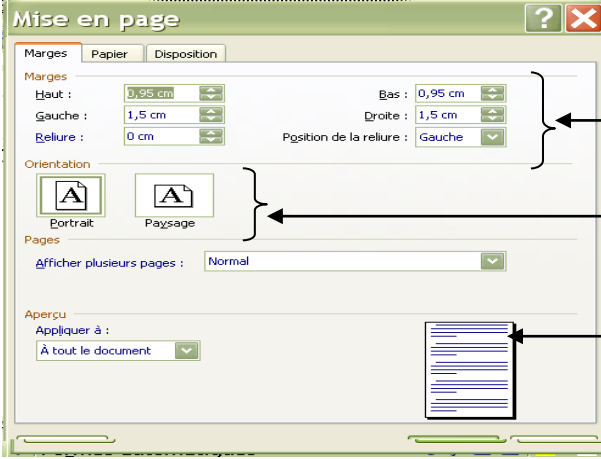 Mise en page
Marges Papier Disposition
Marges
Haut : 0,95 cm Bas : 0,95 cm
Gauche : 1,5 cm Droite : 1,5 cm
Reliure : 0 cm Position de la reliure : Gauche
Orientation
A A
Portrait Paysage
Pages
Afficher plusieurs pages : Normal
Aperçu
Appliquer à :
À tout le document